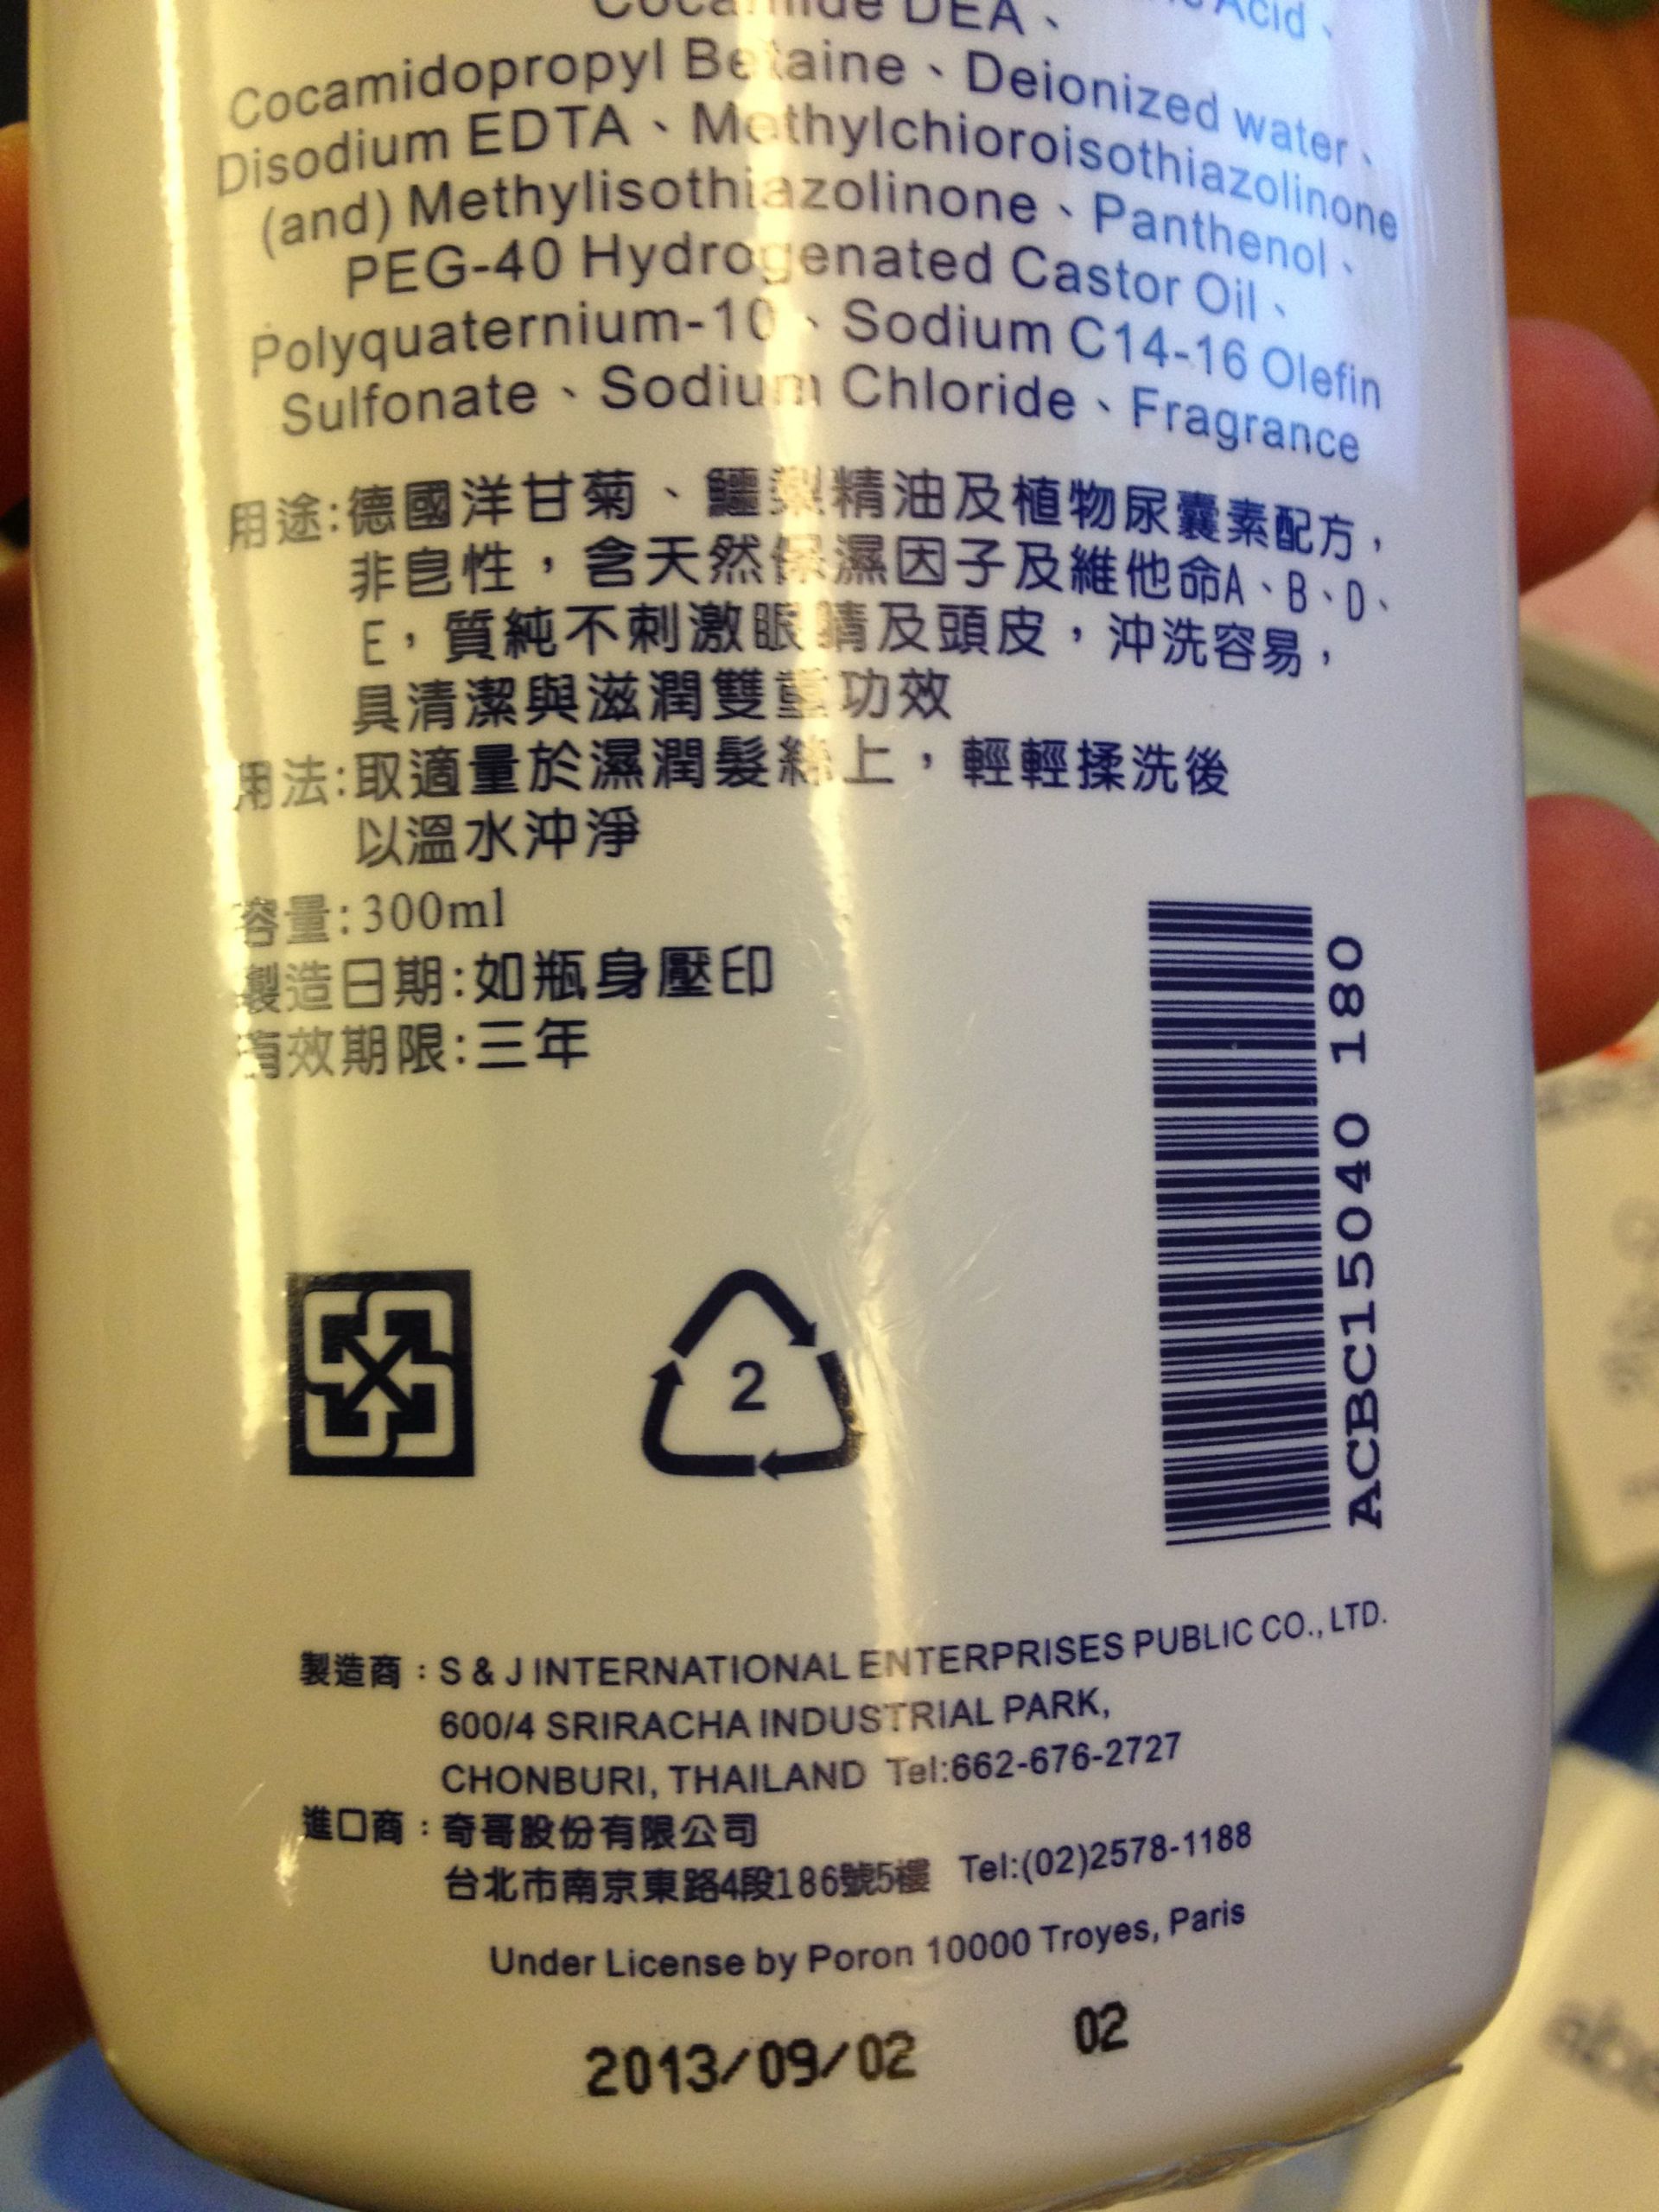 DEA、 Acid、
Cocamidopropyl Betaine、Deionized water、
Disodium EDTA、Methylchioroisothiazolinone
(and) Methylisothiazolinone、Panthenol、
PEG-40 Hydrogenated Castor Oil、
Polyquaternium-10、Sodium C14-16 Olefin
Sulfonate、Sodium Chloride、Fragrance
用途:德國洋甘菊、鱷梨精油及植物尿囊素配方，
非皂性，含天然保濕因子及維他命A、B、D、
E，質純不刺激眼睛及頭皮，沖洗容易，
具清潔與滋潤雙重功效
用法:取適量於濕潤髮絲上，輕輕揉洗後
以溫水沖淨
容量:300ml
製造日期:如瓶身壓印
有效期限:三年
ACBC15040 180
2
製造商：S & J INTERNATIONAL ENTERPRISES PUBLIC CO., LTD.
600/4 SRIRACHA INDUSTRIAL PARK,
CHONBURI, THAILAND Tel:662-676-2727
進口商：奇哥股份有限公司
台北市南京東路4段186號5樓 Tel:(02)2578-1188
Under License by Poron 10000 Troyes, Paris
2013/09/02 02